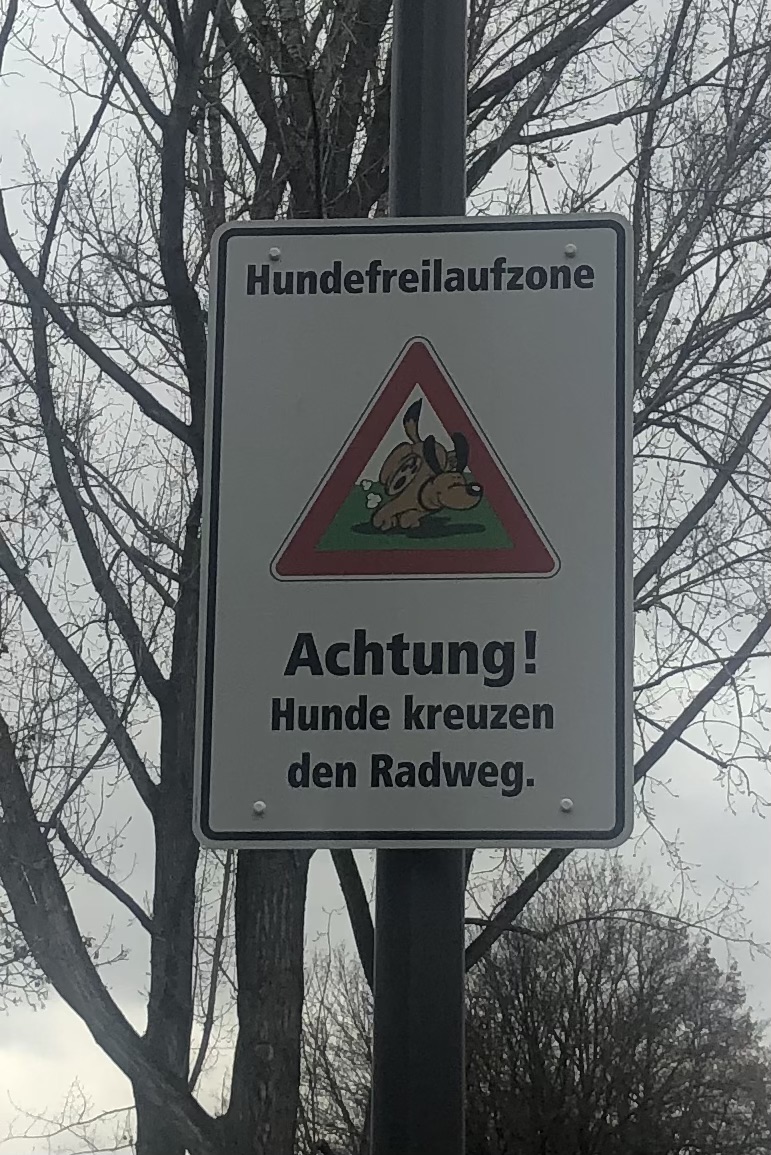 Hundefreilaufzone
Achtung!
Hunde kreuzen
den Radweg.